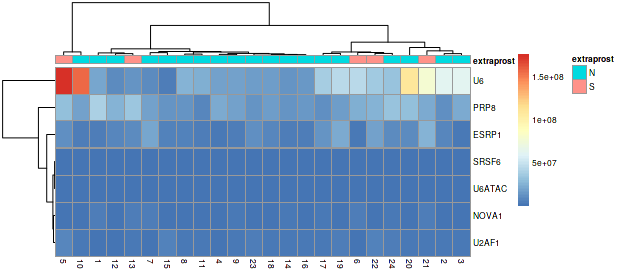 extraprost
U6
PRP8
ESRP1
SRSF6
U6ATAC
NOVA1
U2AF1
5 10 1 12 13 7 15 8 11 4 9 23 18 14 16 17 19 6 22 24 20 21 2 3
1.5e+08
1e+08
5e+07
extraprost
N
S